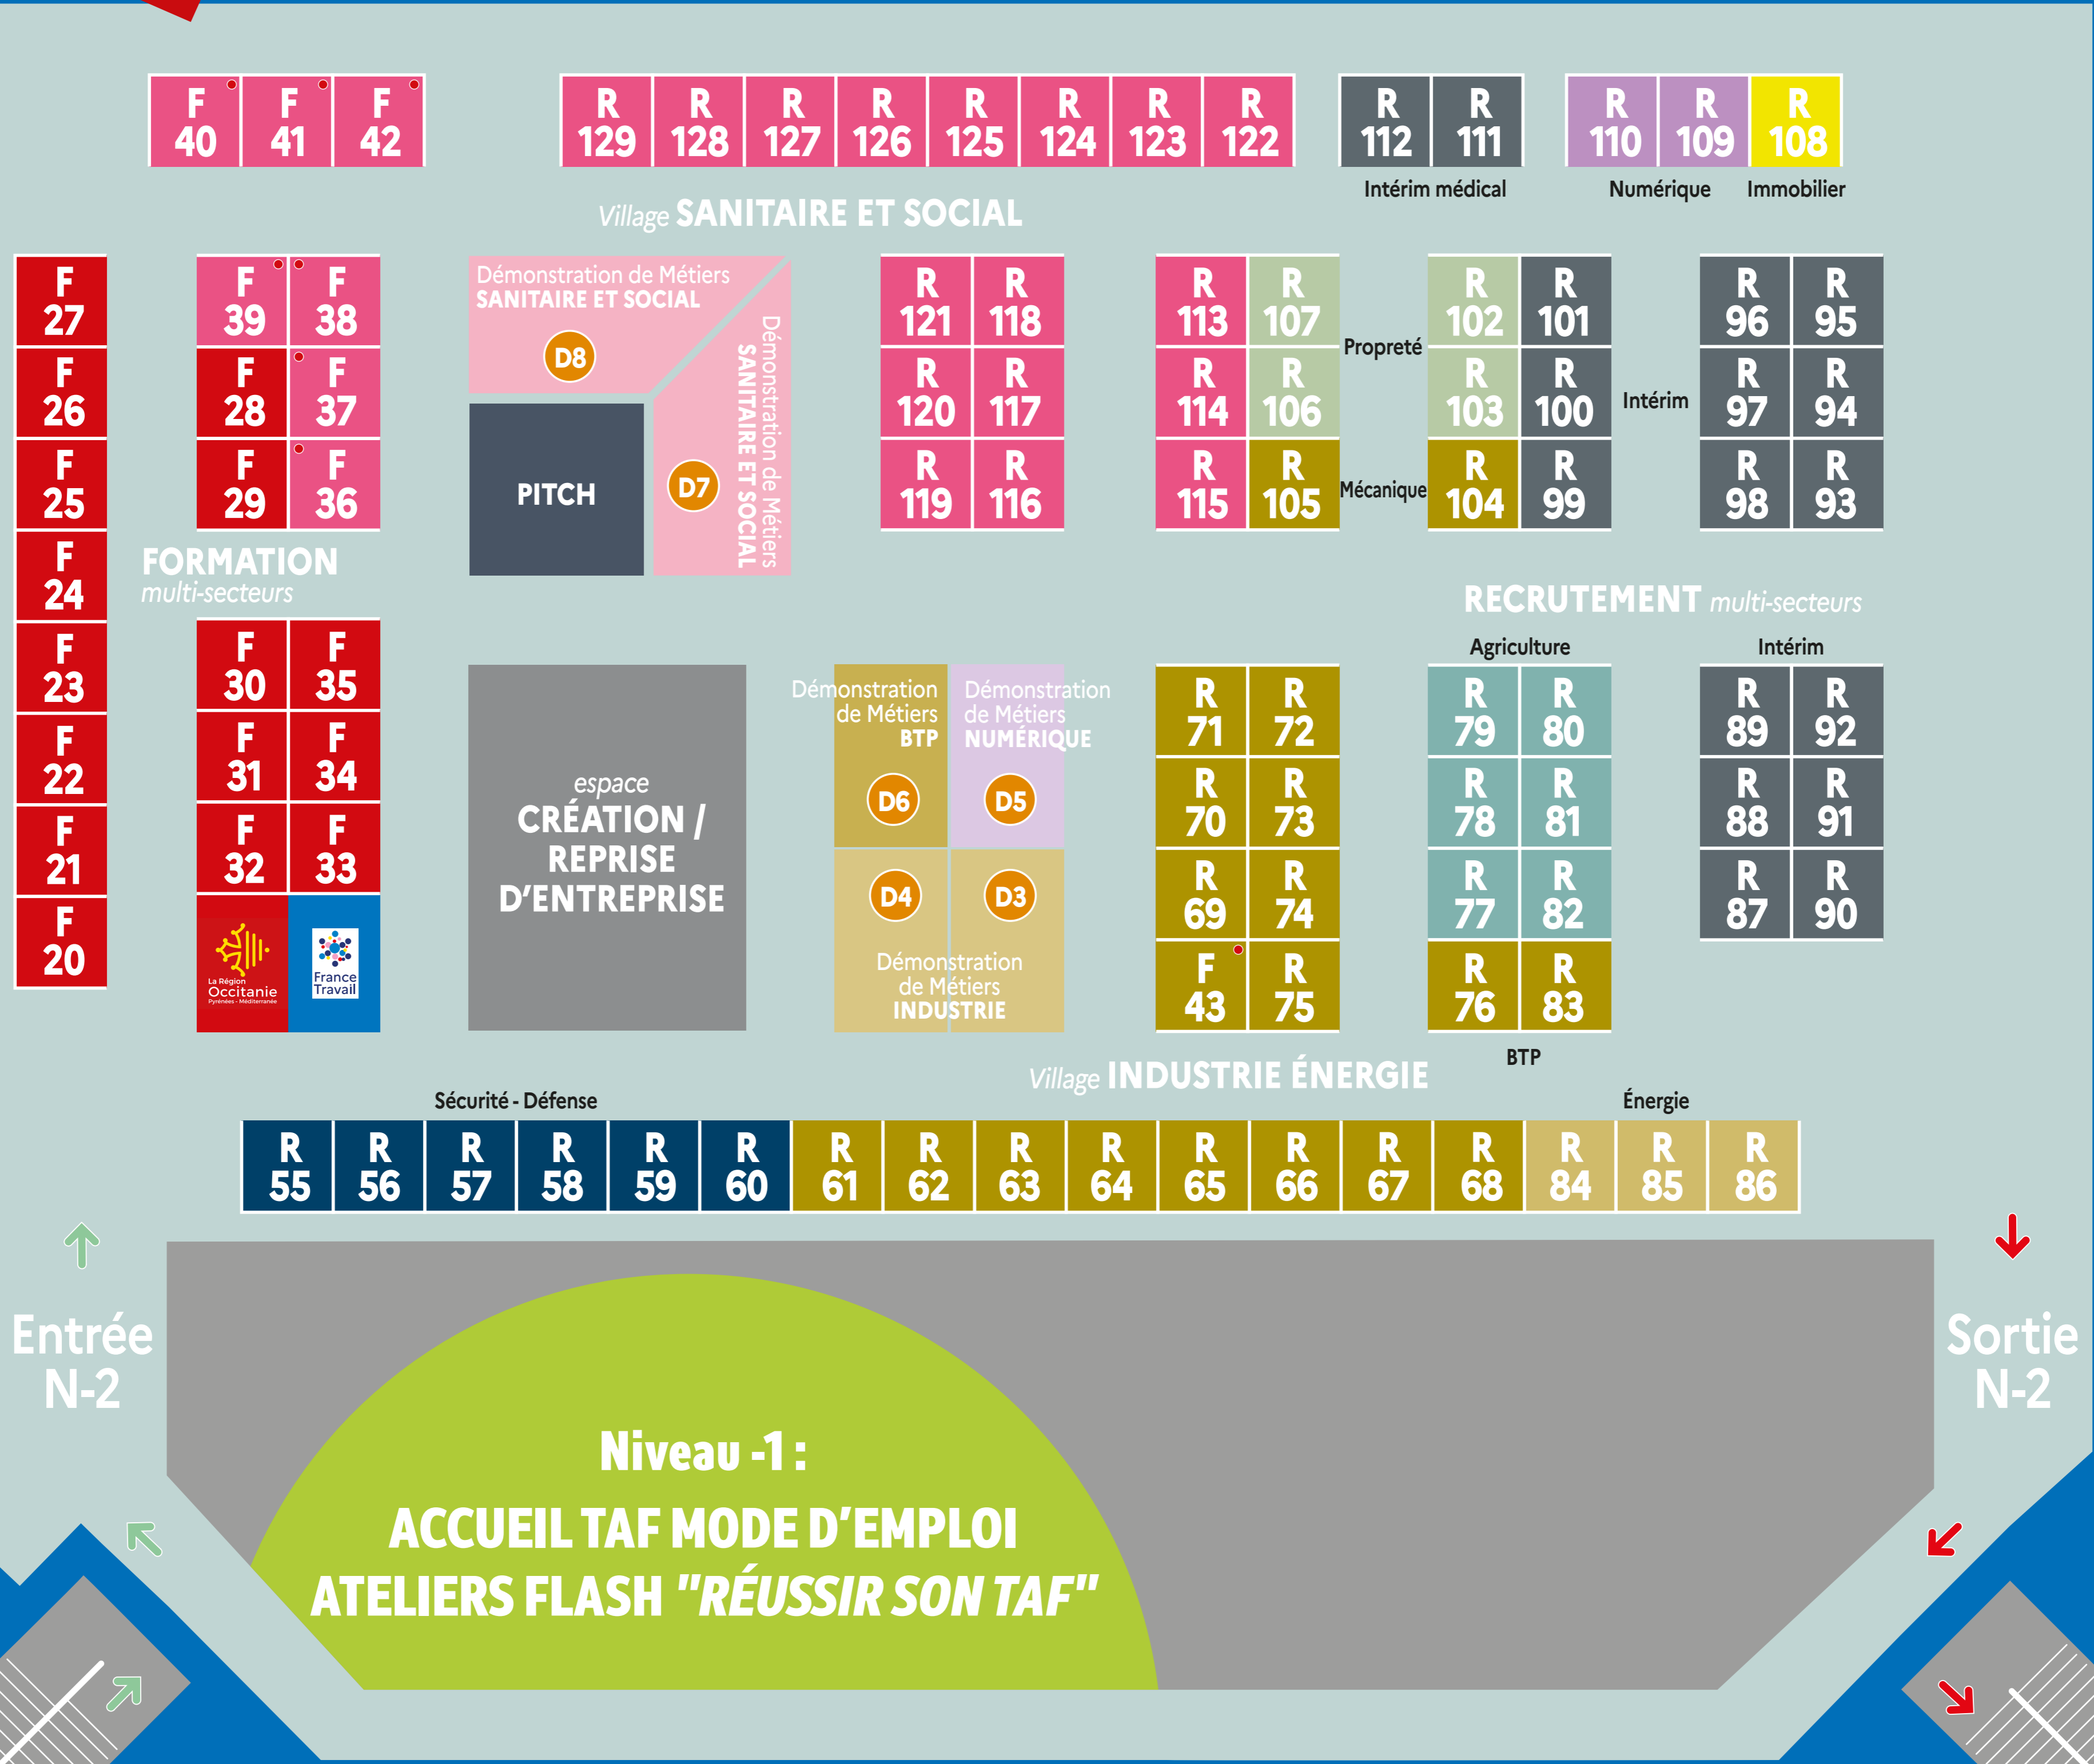 F 40 F 41 F 42
R 129 R 128 R 127 R 126 R 125 R 124 R 123 R 122
R 112 R 111
R 110 R 109 R 108
Intérim médical
Numérique
Immobilier
Village SANITAIRE ET SOCIAL
F 27
F 26
F 25
F 24
F 23
F 22
F 21
F 20
F 39 F 38
F 28 F 37
F 29 F 36
FORMATION
multi-secteurs
F 30 F 35
F 31 F 34
F 32 F 33
La Région
Occitanie
Pyrénées - Méditerranée
France
Travail
Démonstration de Métiers
SANITAIRE ET SOCIAL
D8
Démonstration de Métiers
SANITAIRE ET SOCIAL
D7
PITCH
R 121 R 118
R 120 R 117
R 119 R 116
R 113 R 107
R 114 R 106
R 115 R 105
Propreté
Mécanique
R 102 R 101
R 103 R 100
R 104 R 99
Intérim
R 96 R 95
R 97 R 94
R 98 R 93
RECRUTEMENT multi-secteurs
espace
CRÉATION /
REPRISE
D'ENTREPRISE
Démonstration
de Métiers
BTP
D6
Démonstration
de Métiers
NUMÉRIQUE
D5
D4 D3
Démonstration
de Métiers
INDUSTRIE
R 71 R 72
R 70 R 73
R 69 R 74
F 43 R 75
Agriculture
R 79 R 80
R 78 R 81
R 77 R 82
R 76 R 83
BTP
Intérim
R 89 R 92
R 88 R 91
R 87 R 90
Village INDUSTRIE ÉNERGIE
Sécurité - Défense
Énergie
R 55 R 56 R 57 R 58 R 59 R 60 R 61 R 62 R 63 R 64 R 65 R 66 R 67 R 68 R 84 R 85 R 86
Entrée
N-2
Sortie
N-2
Niveau -1 :
ACCUEIL TAF MODE D'EMPLOI
ATELIERS FLASH "RÉUSSIR SON TAF"